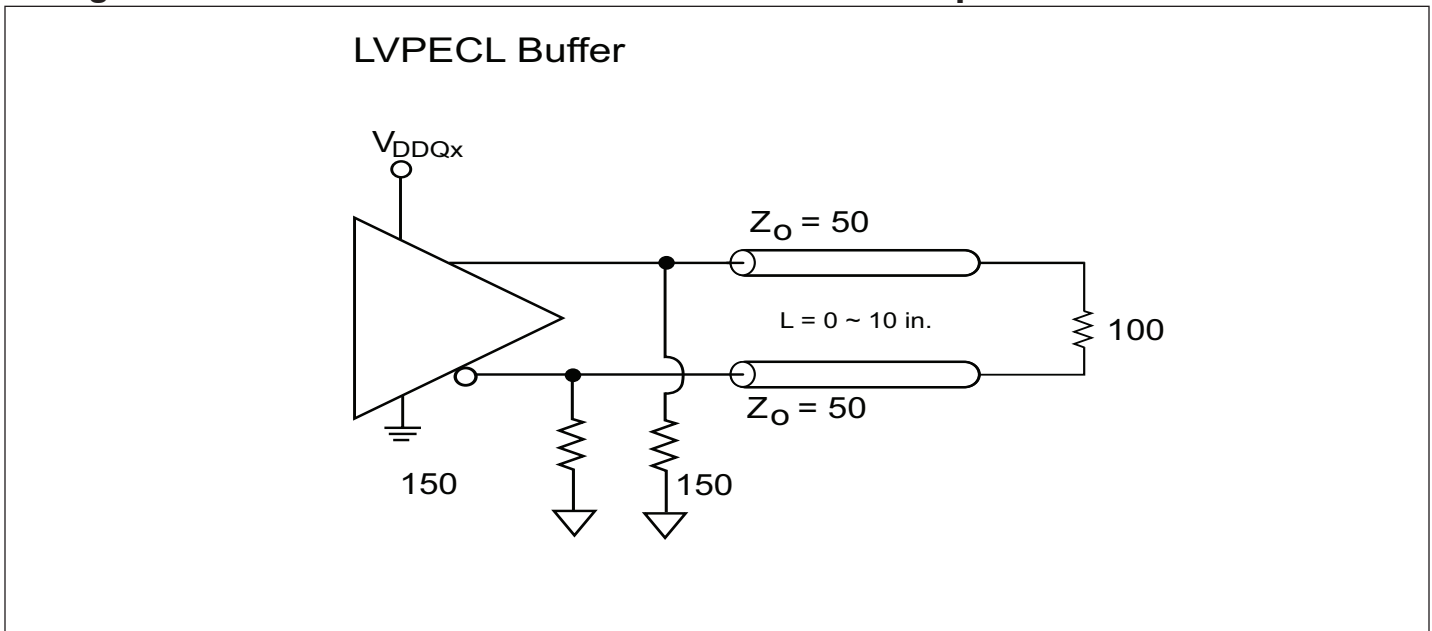 LVPECL Buffer
VDDQx
Zo = 50
L = 0 ~ 10 in.
100
Zo = 50
150
150